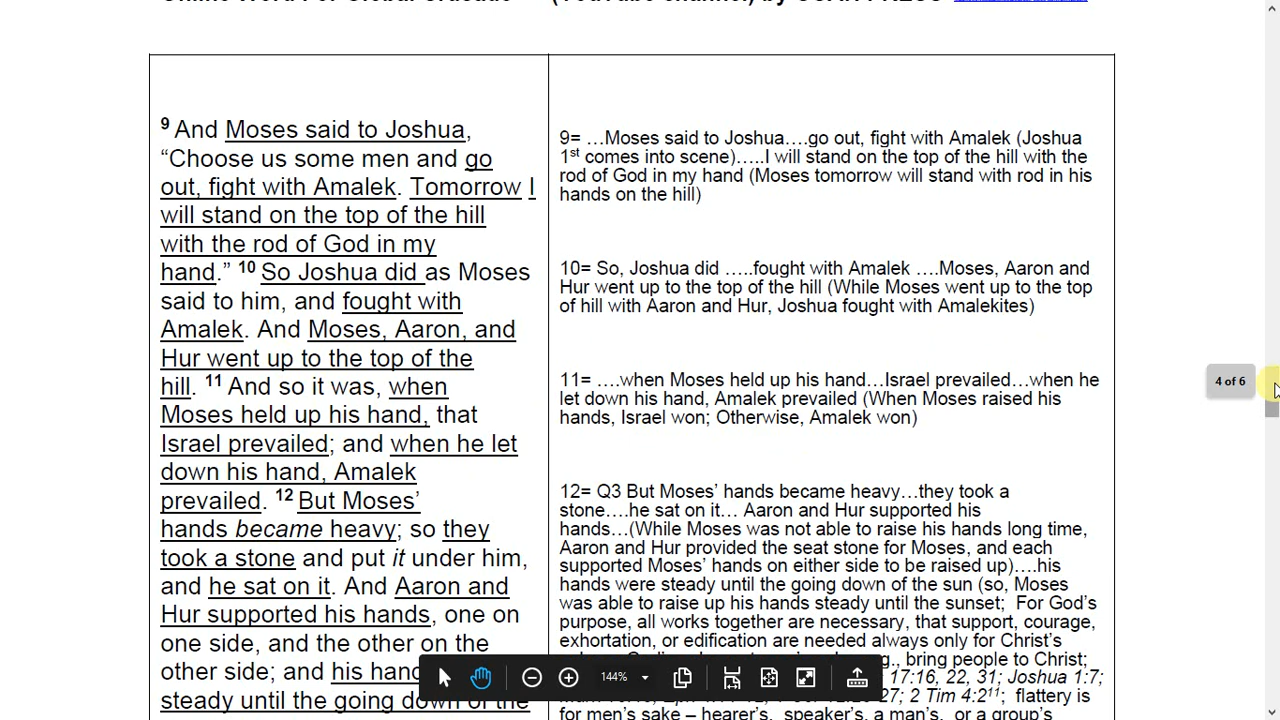 (YouTube channel) by
9 And Moses said to Joshua,
“Choose us some men and go
out, fight with Amalek. Tomorrow I
will stand on the top of the hill
with the rod of God in my
hand.” 10 So Joshua did as Moses
said to him, and fought with
Amalek. And Moses, Aaron, and
Hur went up to the top of the
hill. 11 And so it was, when
Moses held up his hand, that
Israel prevailed; and when he let
down his hand, Amalek
prevailed. 12 But Moses’
hands became heavy; so they
took a stone and put it under him,
and he sat on it. And Aaron and
Hur supported his hands, one on
one side, and the other on the
other side; and his
steady until the going down of the
9= …Moses said to Joshua….go out, fight with Amalek (Joshua
1st comes into scene)…..I will stand on the top of the hill with the
rod of God in my hand (Moses tomorrow will stand with rod in his
hands on the hill)
10= So, Joshua did …..fought with Amalek ….Moses, Aaron and
Hur went up to the top of the hill (While Moses went up to the top
of hill with Aaron and Hur, Joshua fought with Amalekites)
11= ….when Moses held up his hand…Israel prevailed…when he
let down his hand, Amalek prevailed (When Moses raised his
hands, Israel won; Otherwise, Amalek won)
12= Q3 But Moses’ hands became heavy…they took a
stone….he sat on it… Aaron and Hur supported his
hands…(While Moses was not able to raise his hands long time,
Aaron and Hur provided the seat stone for Moses, and each
supported Moses’ hands on either side to be raised up)….his
hands were steady until the going down of the sun (so, Moses
was able to raise up his hands steady until the sunset;  For God’s
purpose, all works together are necessary, that support, courage,
exhortation, or edification are needed always only for Christ’s
bring people to Christ;
17:16, 22, 31; Joshua 1:7;
27; 2 Tim 4:211;  flattery is
for men’s sake – hearer’s,  speaker’s, a man’s,  or a group’s
4 of 6
144%